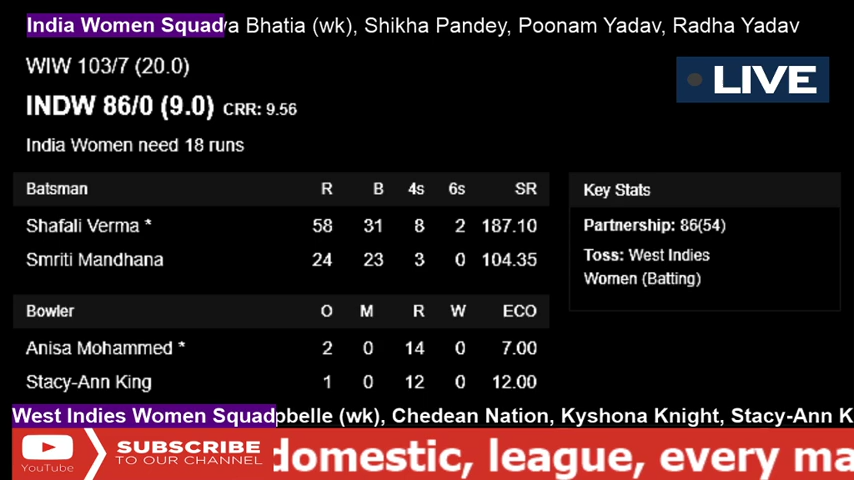 India Women Squad Bhatia (wk), Shikha Pandey, Poonam Yadav, Radha Yadav
WIW 103/7 (20.0)
LIVE
INDW 86/0 (9.0) CRR: 9.56
India Women need 18 runs
Batsman R B 4s 6s SR
Shafali Verma * 58 31 8 2 187.10
Smriti Mandhana 24 23 3 0 104.35
Key Stats
Partnership: 86(54)
Toss: West Indies
Women (Batting)
Bowler O M R W ECO
Anisa Mohammed * 2 0 14 0 7.00
Stacy-Ann King 1 0 12 0 12.00
West Indies Women Squad pbelle (wk), Chedean Nation, Kyshona Knight, Stacy-Ann K
YouTube
SUBSCRIBE
TO OUR CHANNEL
domestic, league, every ma